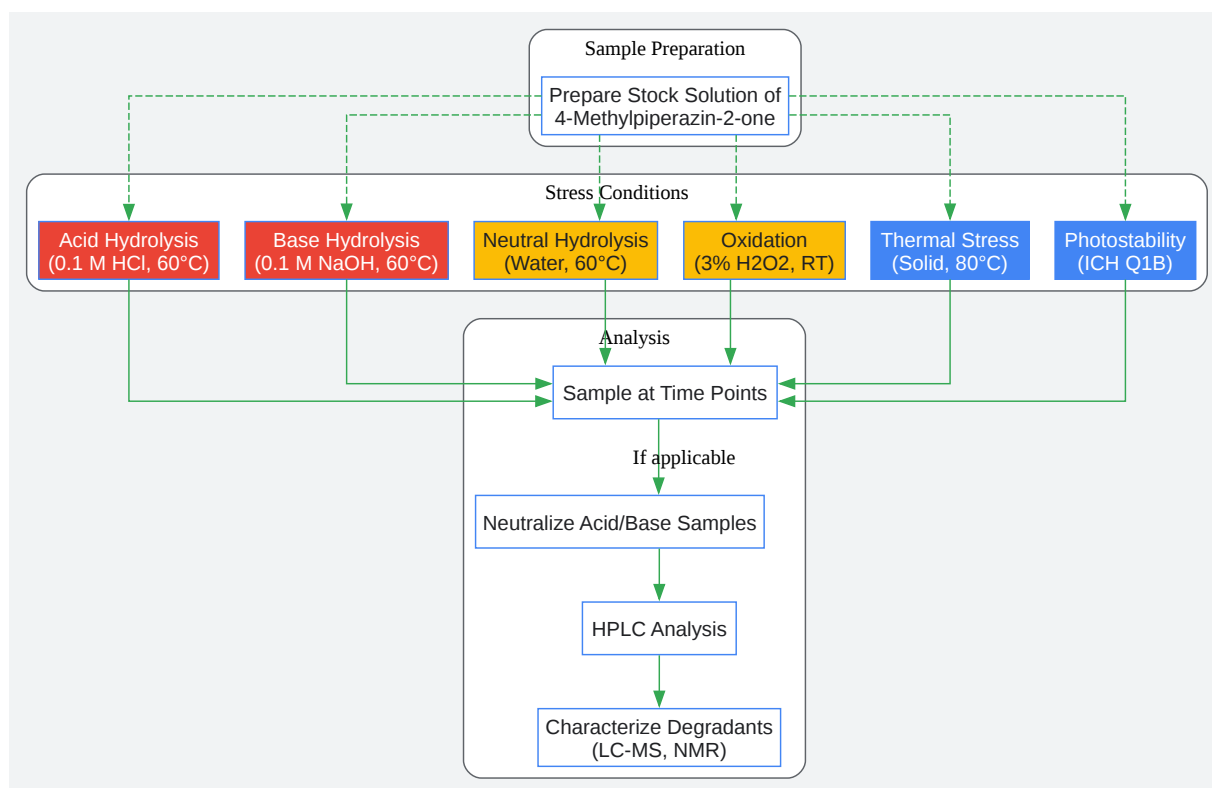 Sample Preparation
Prepare Stock Solution of
4-Methylpiperazin-2-one
Stress Conditions
Acid Hydrolysis
(0.1 M HCl, 60°C)
Base Hydrolysis
(0.1 M NaOH, 60°C)
Neutral Hydrolysis
(Water, 60°C)
Oxidation
(3% H2O2, RT)
Thermal Stress
(Solid, 80°C)
Photostability
(ICH Q1B)
Analysis
Sample at Time Points
If applicable
Neutralize Acid/Base Samples
HPLC Analysis
Characterize Degradants
(LC-MS, NMR)